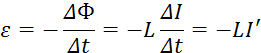 ε = − ΔΦ/Δt = −L ΔI/Δt = −LI′